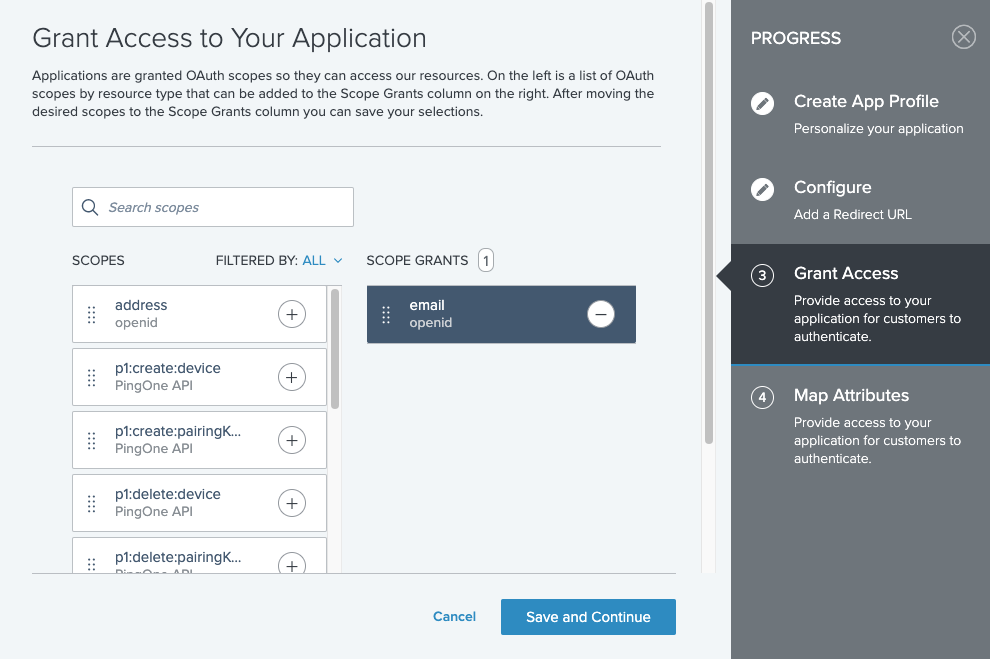 Grant Access to Your Application
Applications are granted OAuth scopes so they can access our resources. On the left is a list of OAuth
scopes by resource type that can be added to the Scope Grants column on the right. After moving the
desired scopes to the Scope Grants column you can save your selections.
Search scopes
SCOPES
FILTERED BY: ALL
address
openid
p1:create:device
PingOne API
p1:create:pairingK...
PingOne API
p1:delete:device
PingOne API
p1:delete:pairingK...
PingOne API
SCOPE GRANTS 1
email
openid
Cancel
Save and Continue
PROGRESS
Create App Profile
Personalize your application
Configure
Add a Redirect URL
3 Grant Access
Provide access to your
application for customers to
authenticate.
4 Map Attributes
Provide access to your
application for customers to
authenticate.